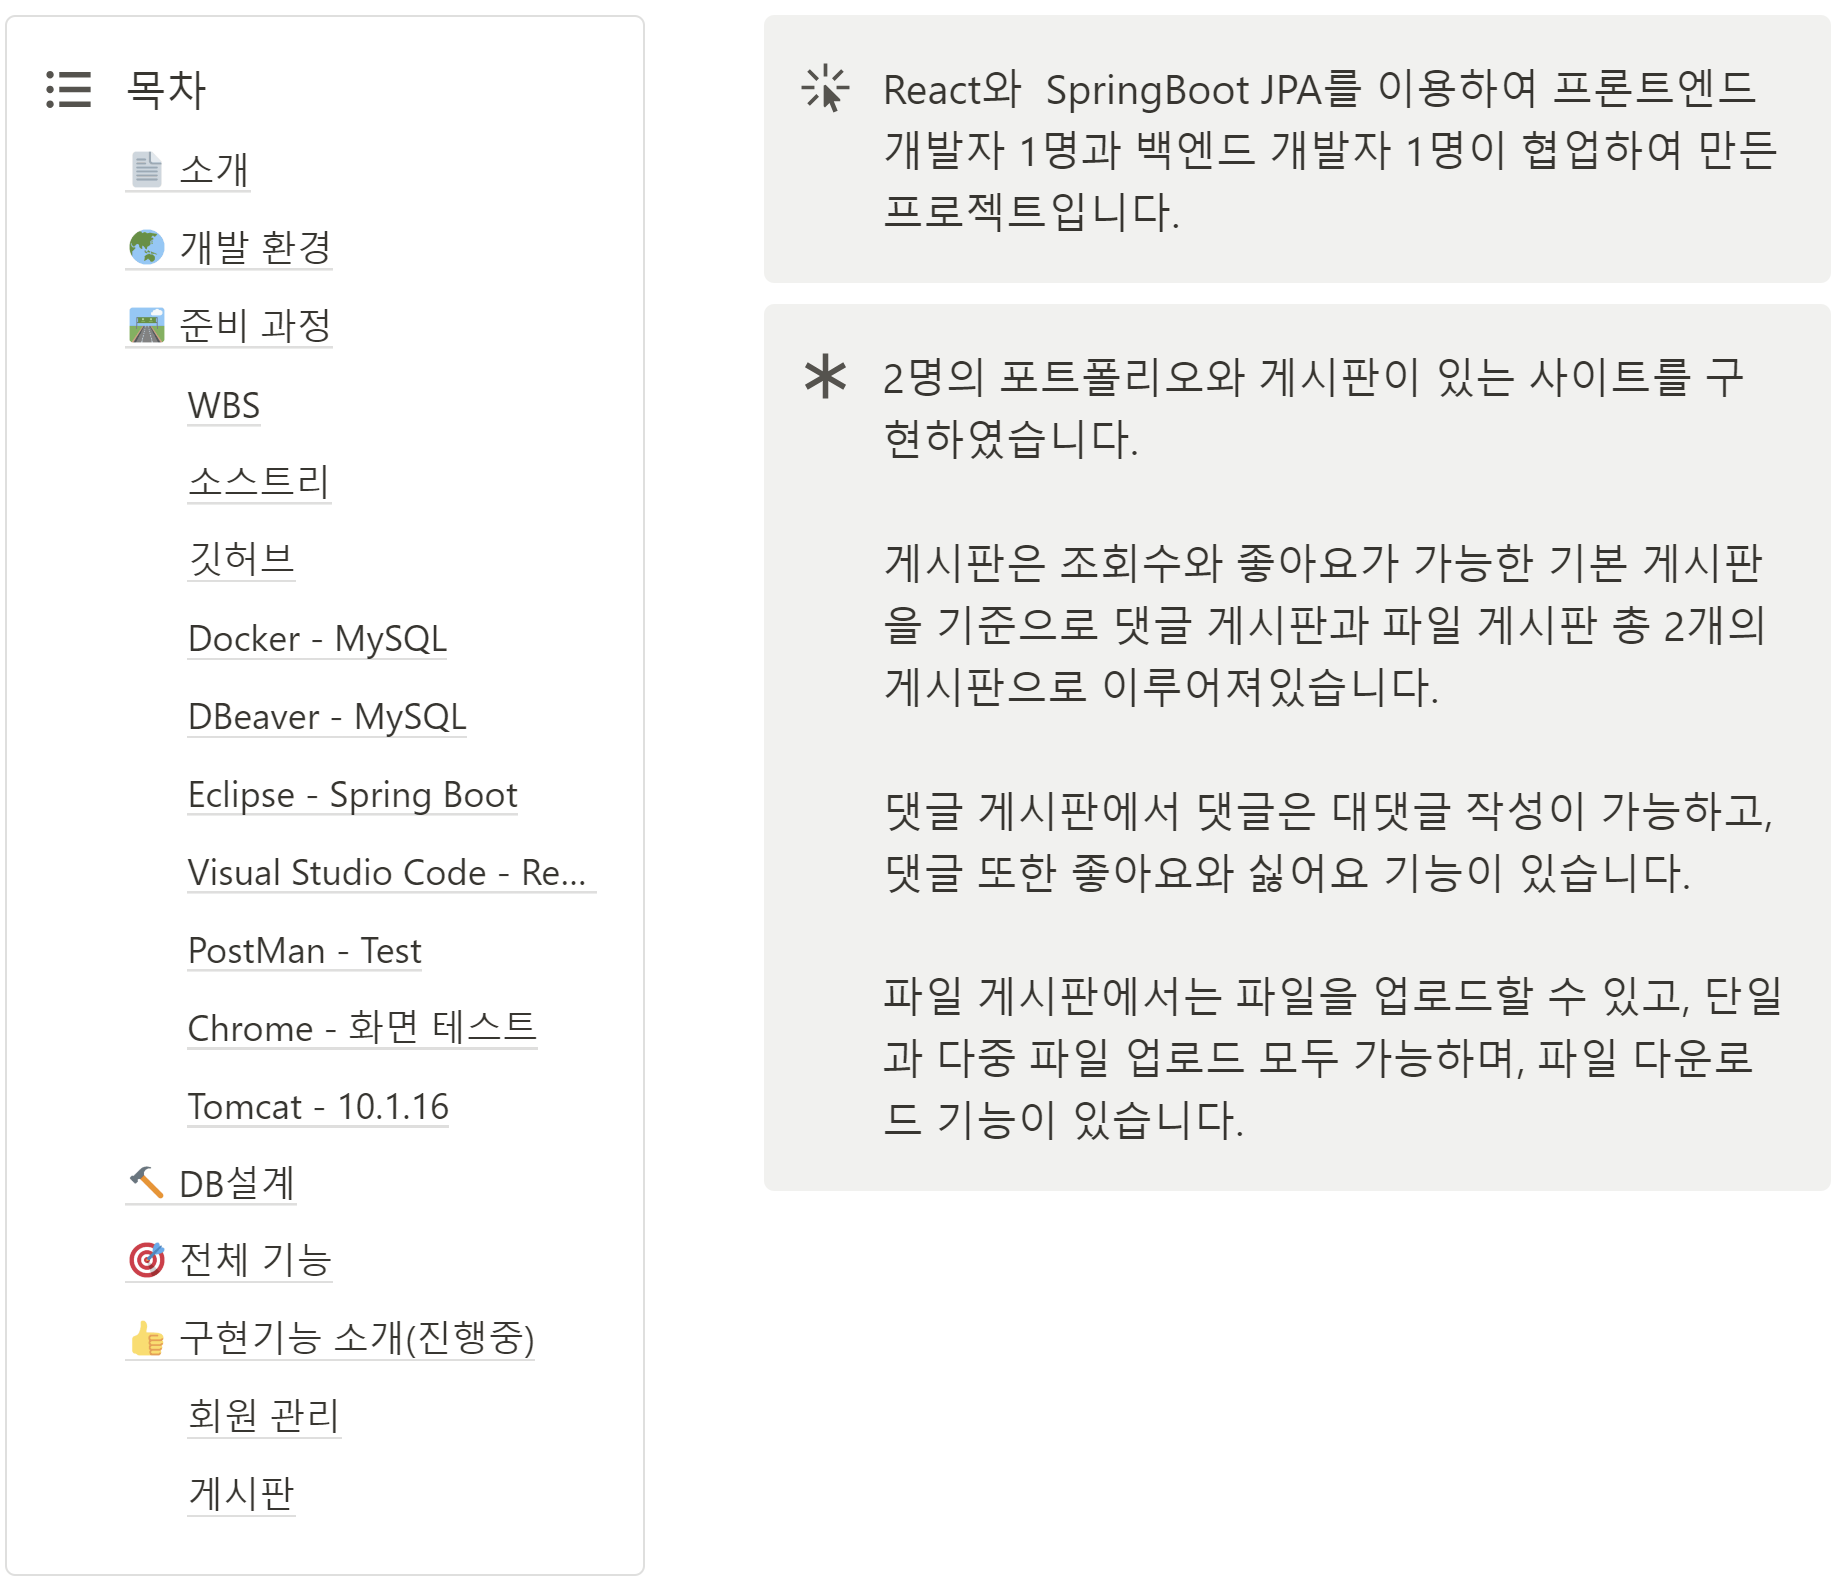 목차
소개
개발 환경
준비 과정
WBS
소스트리
깃허브
Docker - MySQL
DBeaver - MySQL
Eclipse - Spring Boot
Visual Studio Code - Re...
PostMan - Test
Chrome - 화면 테스트
Tomcat - 10.1.16
DB설계
전체 기능
구현기능 소개(진행중)
회원 관리
게시판
React와  SpringBoot JPA를 이용하여 프론트엔드
개발자 1명과 백엔드 개발자 1명이 협업하여 만든
프로젝트입니다.
2명의 포트폴리오와 게시판이 있는 사이트를 구
현하였습니다.
게시판은 조회수와 좋아요가 가능한 기본 게시판
을 기준으로 댓글 게시판과 파일 게시판 총 2개의
게시판으로 이루어져있습니다.
댓글 게시판에서 댓글은 대댓글 작성이 가능하고,
댓글 또한 좋아요와 싫어요 기능이 있습니다.
파일 게시판에서는 파일을 업로드할 수 있고, 단일
과 다중 파일 업로드 모두 가능하며, 파일 다운로
드 기능이 있습니다.